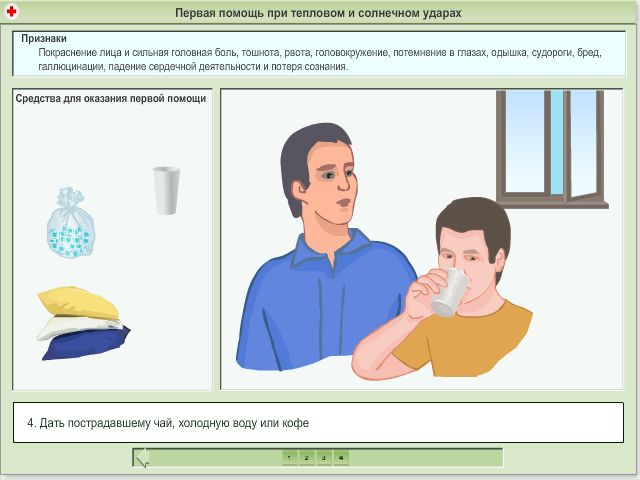 Первая помощь при тепловом и солнечном ударах
Признаки
Покраснение лица и сильная головная боль, тошнота, рвота, головокружение, потемнение в глазах, одышка, судороги, бред,
галлюцинации, падение сердечной деятельности и потеря сознания.
Средства для оказания первой помощи
4. Дать пострадавшему чай, холодную воду или кофе
1 2 3 4